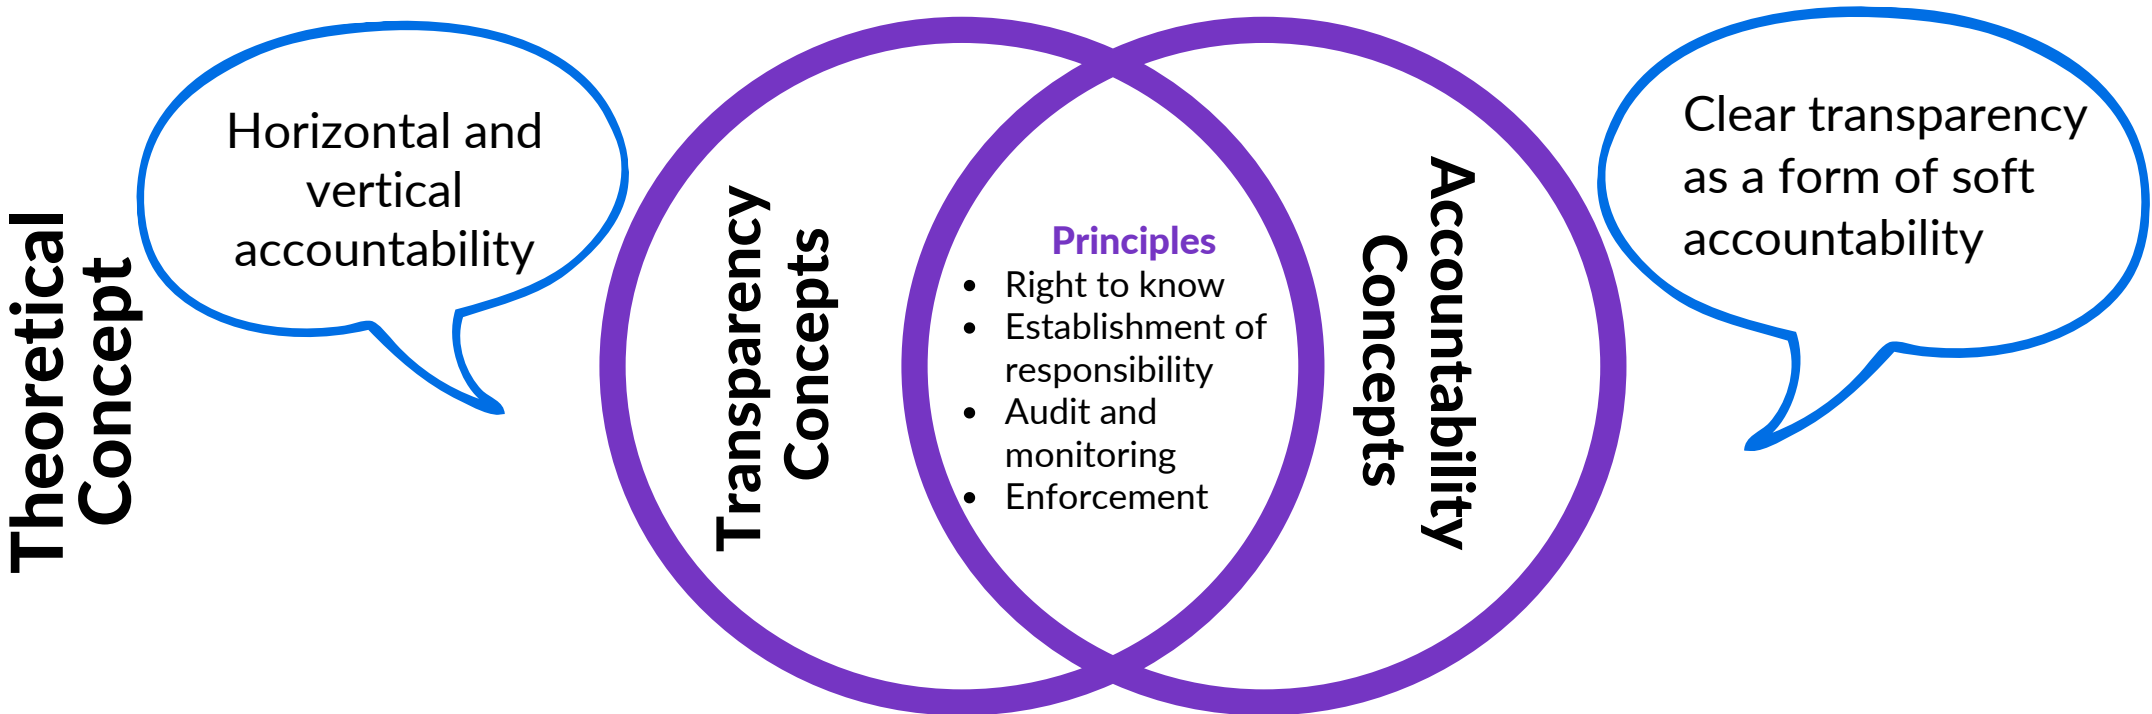 Theoretical
Concept
Horizontal and
vertical
accountability
Transparency
Concepts
Principles
• Right to know
• Establishment of
responsibility
• Audit and
monitoring
• Enforcement
Accountability
Concepts
Clear transparency
as a form of soft
accountability